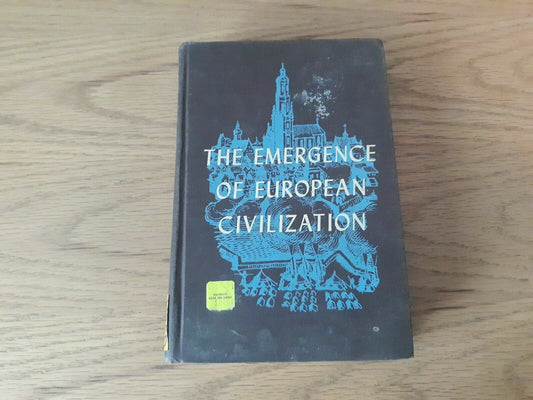 THE EMERGENCE
OF EUROPEAN
CIVILIZATION